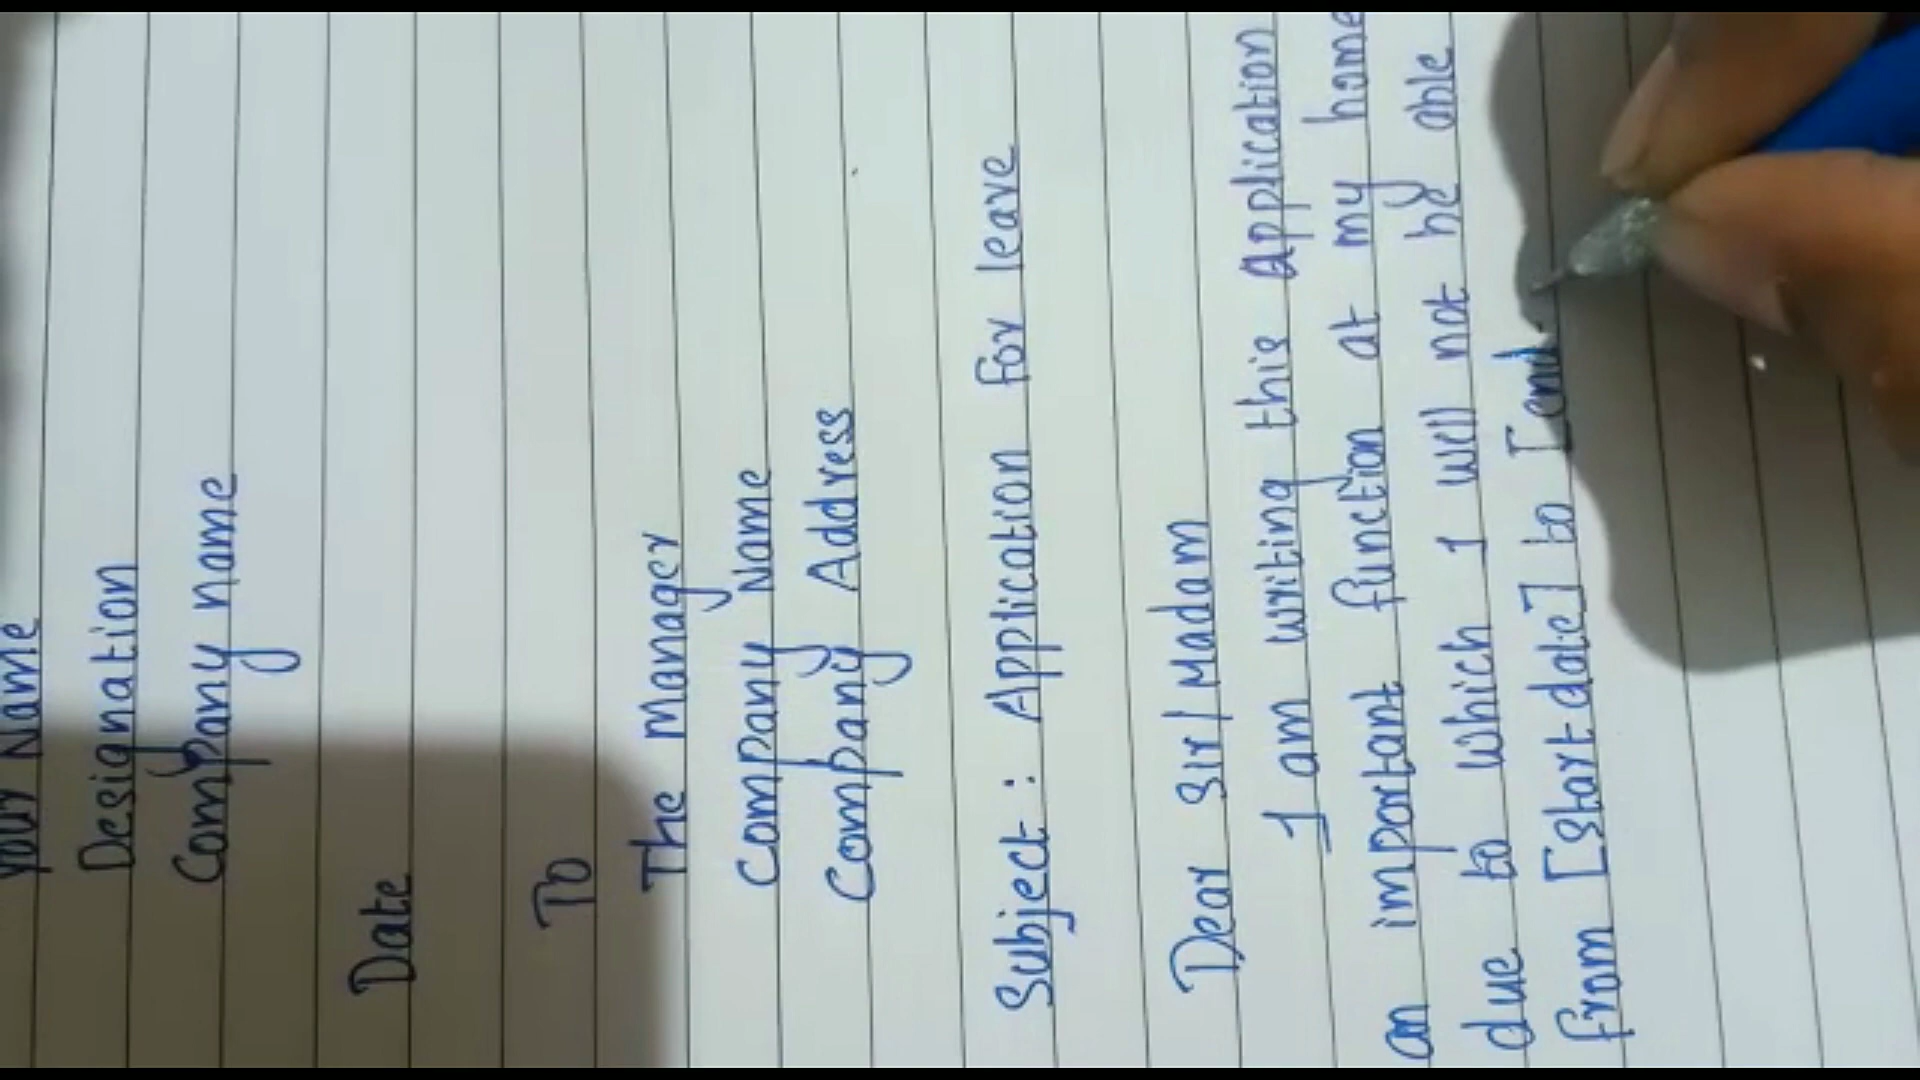 Your Name
Designation
Company name
Date
To
The Manager
Company Name
Company Address
Subject : Application for leave
Dear Sir/Madam
I am writing this application
an important function at my home
due to which I will not be able
from [start date] to [end